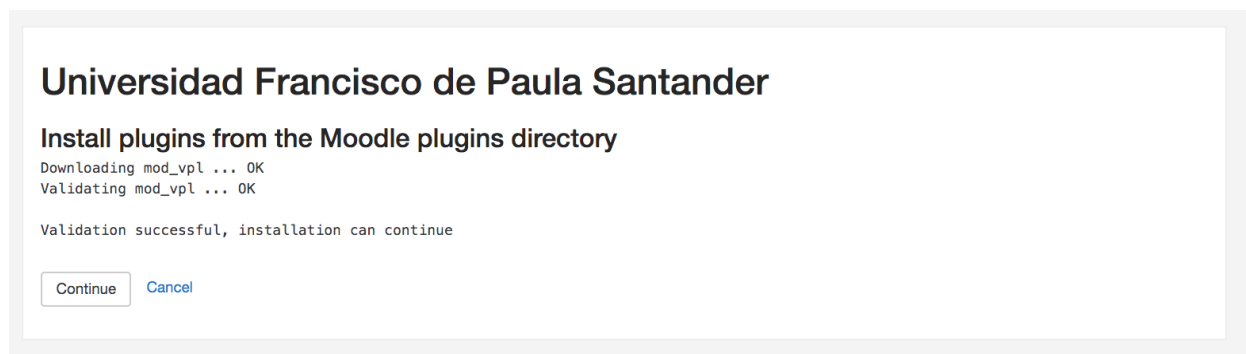 Universidad Francisco de Paula Santander
Install plugins from the Moodle plugins directory
Downloading mod_vpl ... OK
Validating mod_vpl ... OK
Validation successful, installation can continue
Continue Cancel